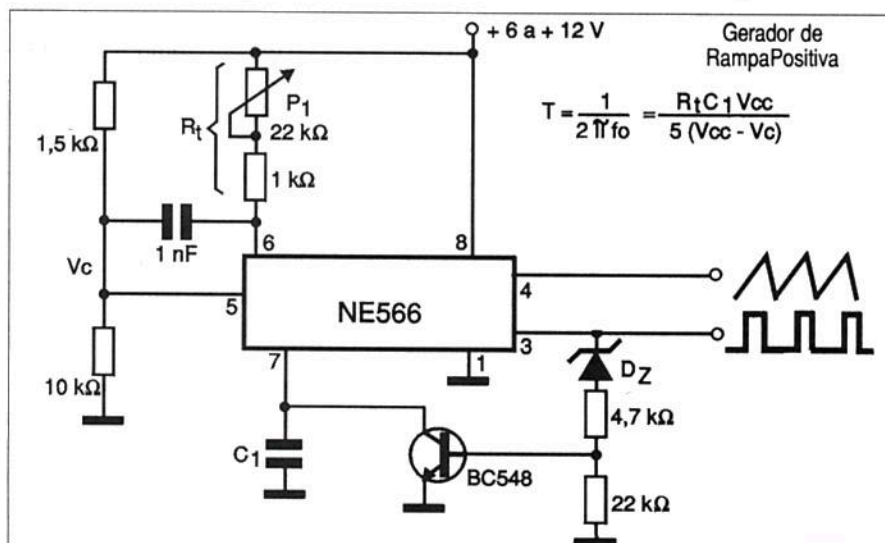 + 6 a + 12 V
Gerador de
RampaPositiva
T = 1 / 2 π fo = RtC1Vcc / 5 (Vcc - Vc)
P1
22 kΩ
Rt
1,5 kΩ
1 kΩ
1 nF
Vc
6
8
5
4
NE566
3
7
1
DZ
10 kΩ
4,7 kΩ
C1
BC548
22 kΩ